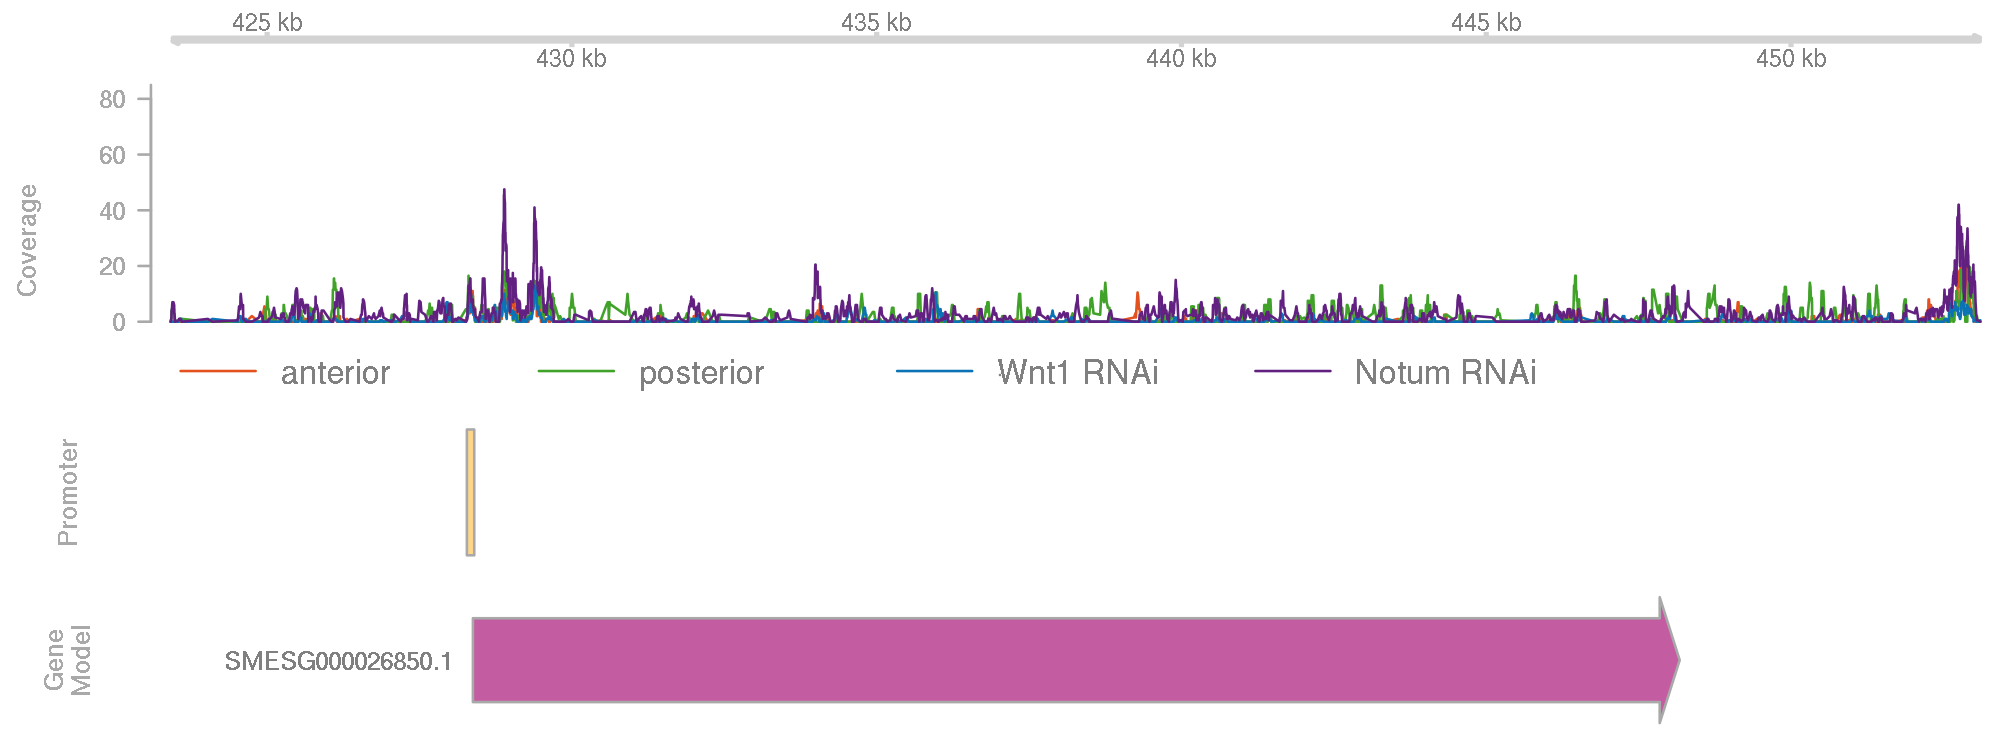 425 kb 435 kb 445 kb
430 kb 440 kb 450 kb
Coverage
80
60
40
20
0
anterior posterior Wnt1 RNAi Notum RNAi
Promoter
Gene
Model
SMESG000026850.1